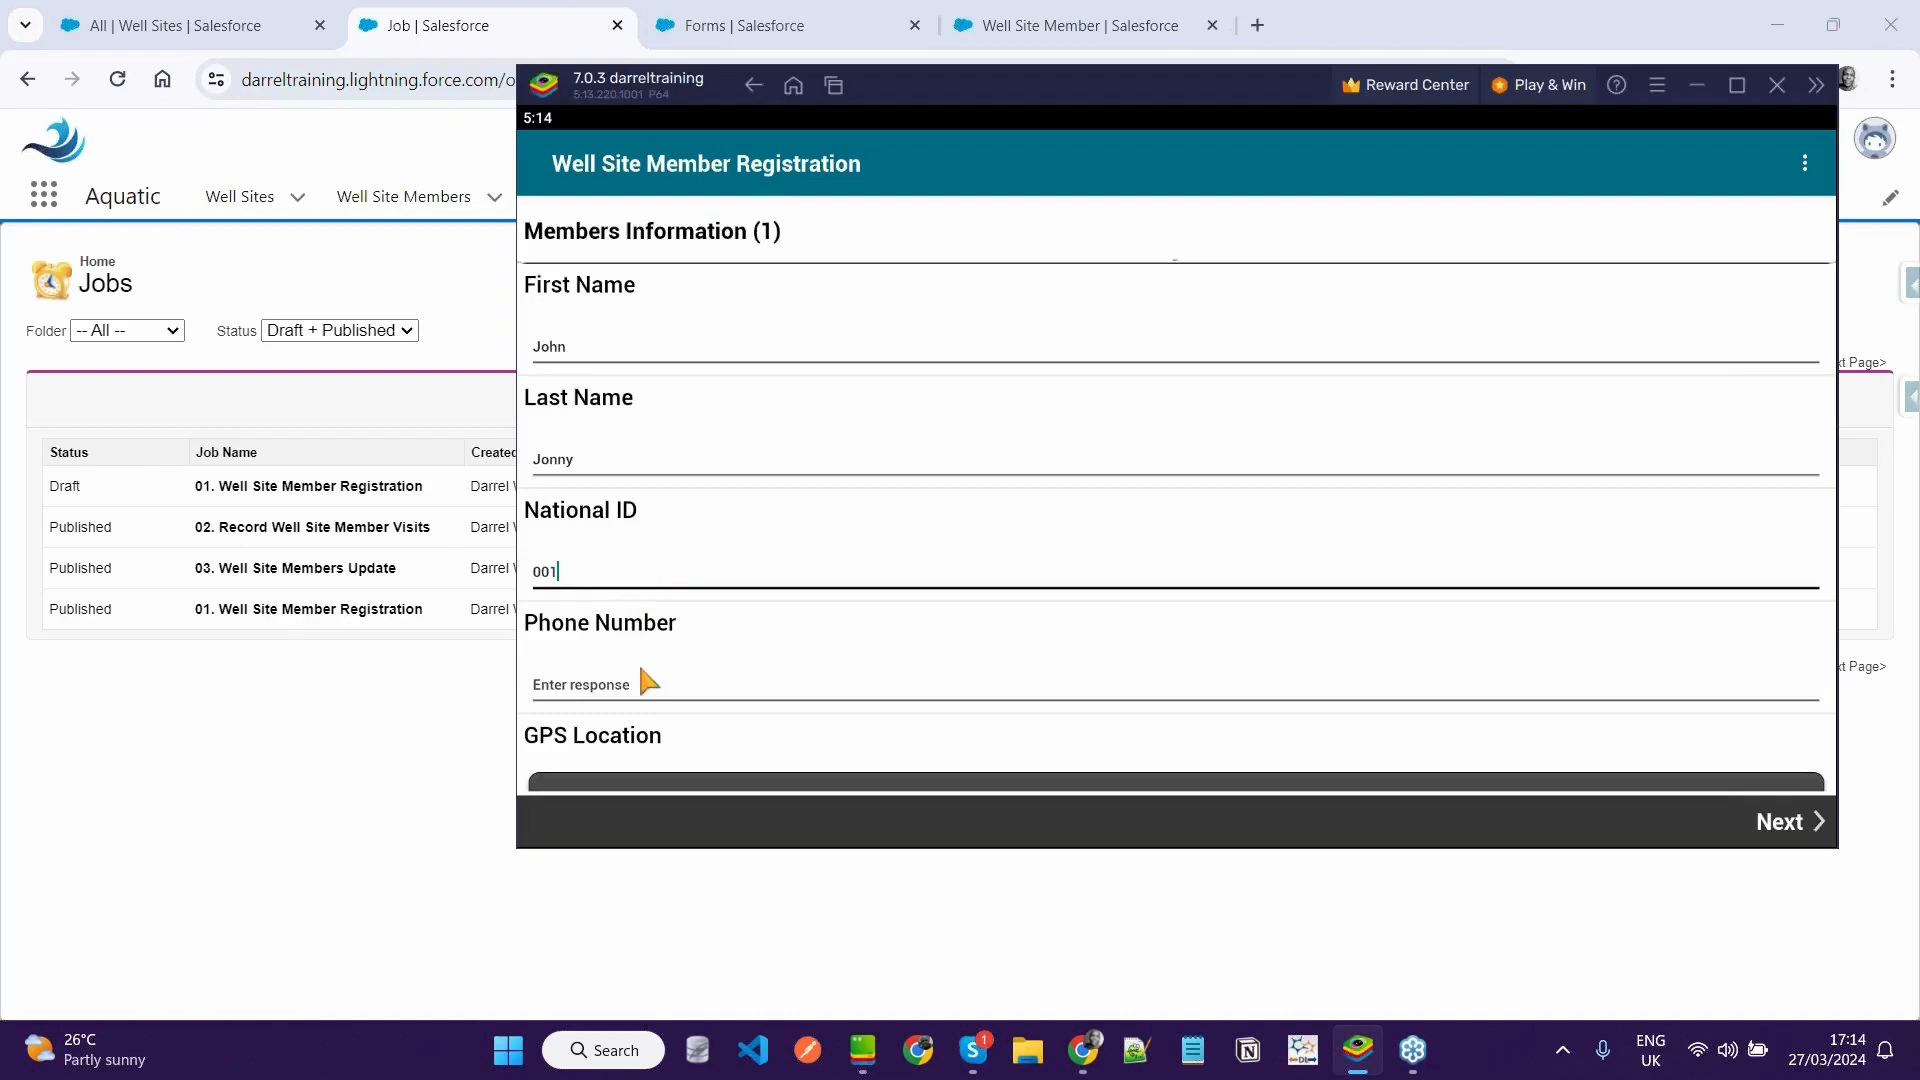 All | Well Sites | Salesforce
Job | Salesforce
Forms | Salesforce
Well Site Member | Salesforce
darreltraining.lightning.force.com/o
7.0.3 darreltraining
5.13.220.1001 P64
Reward Center
Play & Win
5:14
Well Site Member Registration
Aquatic
Well Sites
Well Site Members
Members Information (1)
Home
Jobs
Folder -- All --
Status Draft + Published
First Name
John
Last Name
Jonny
National ID
001
Phone Number
Enter response
GPS Location
Next
xt Page>
Status Job Name Created
Draft 01. Well Site Member Registration Darrel
Published 02. Record Well Site Member Visits Darrel
Published 03. Well Site Members Update Darrel
Published 01. Well Site Member Registration Darrel
xt Page>
26°C
Partly sunny
Search
1
ENG
UK
17:14
27/03/2024